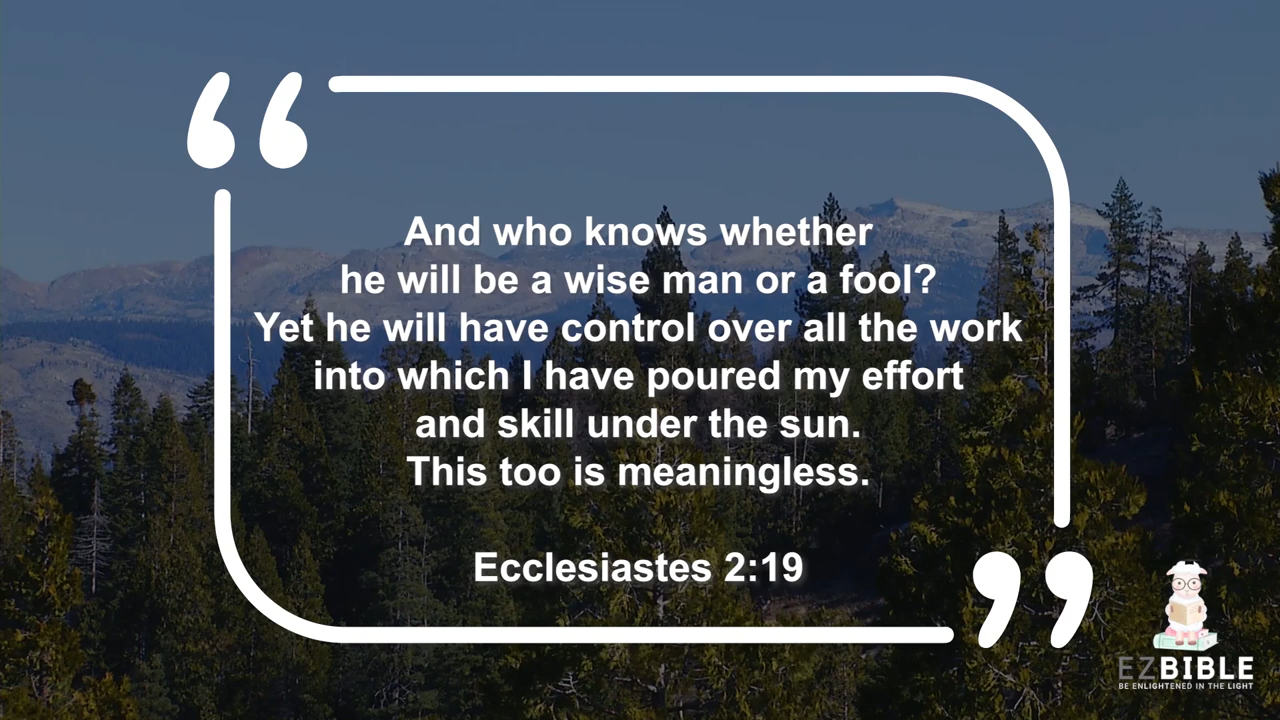 And who knows whether
he will be a wise man or a fool?
Yet he will have control over all the work
into which I have poured my effort
and skill under the sun.
This too is meaningless.
Ecclesiastes 2:19
EZBIBLE
BE ENLIGHTENED IN THE LIGHT